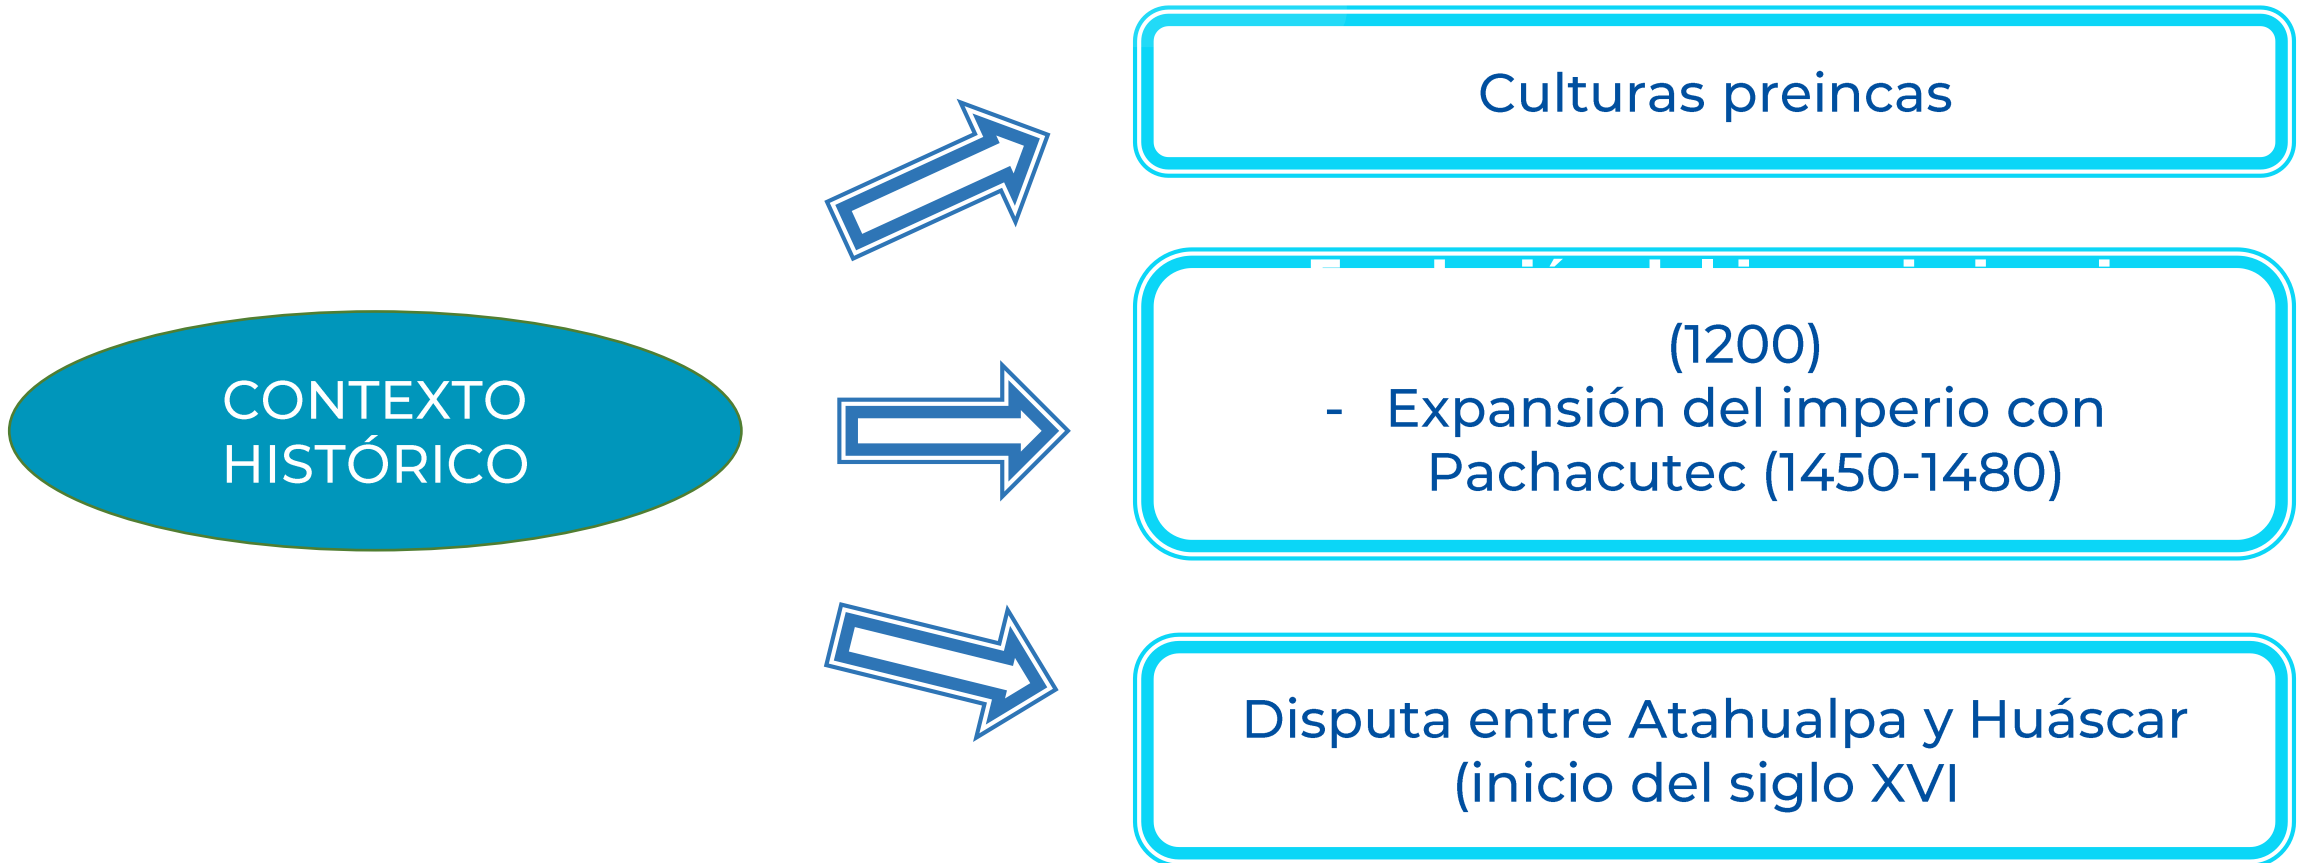 CONTEXTO
HISTÓRICO
Culturas preincas
(1200)
- Expansión del imperio con
Pachacutec (1450-1480)
Disputa entre Atahualpa y Huáscar
(inicio del siglo XVI